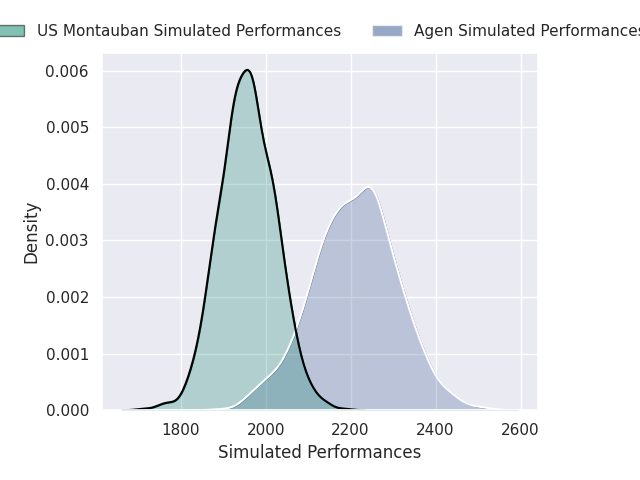 US Montauban Simulated Performances Agen Simulated Performances
0.006
0.005
0.004
0.003
0.002
0.001
0.000
Density
1800 2000 2200 2400 2600
Simulated Performances